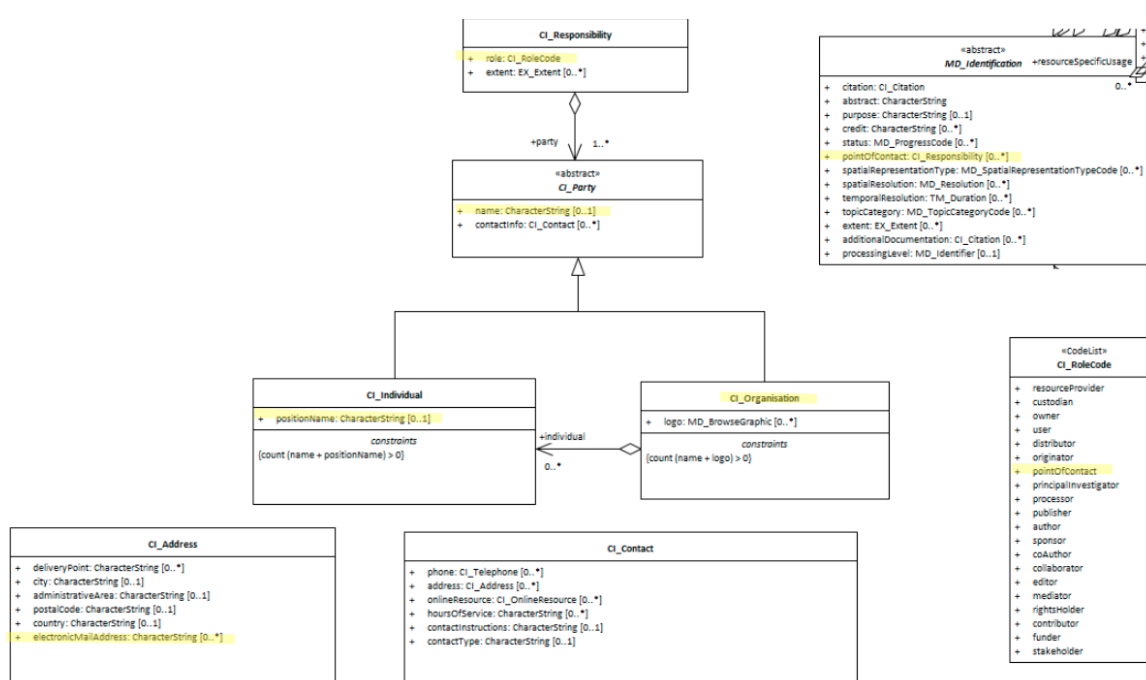 CI_Responsibility
+ role: CI_RoleCode
+ extent: EX_Extent [0..*]
+party
1..*
«abstract»
CI_Party
+ name: CharacterString [0..1]
+ contactInfo: CI_Contact [0..*]
«abstract»
MD_Identification
+resourceSpecificUsage
0..*
+ citation: CI_Citation
+ abstract: CharacterString
+ purpose: CharacterString [0..1]
+ credit: CharacterString [0..*]
+ status: MD_ProgressCode [0..*]
+ pointOfContact: CI_Responsibility [0..*]
+ spatialRepresentationType: MD_SpatialRepresentationTypeCode [0..*]
+ spatialResolution: MD_Resolution [0..*]
+ temporalResolution: TM_Duration [0..*]
+ topicCategory: MD_TopicCategoryCode [0..*]
+ extent: EX_Extent [0..*]
+ additionalDocumentation: CI_Citation [0..*]
+ processingLevel: MD_Identifier [0..1]
CI_Individual
+ positionName: CharacterString [0..1]
constraints
{count (name + positionName) > 0}
+individual
0..*
CI_Organisation
+ logo: MD_BrowseGraphic [0..*]
constraints
{count (name + logo) > 0}
«CodeList»
CI_RoleCode
+ resourceProvider
+ custodian
+ owner
+ user
+ distributor
+ originator
+ pointOfContact
+ principalInvestigator
+ processor
+ publisher
+ author
+ sponsor
+ coAuthor
+ collaborator
+ editor
+ mediator
+ rightsHolder
+ contributor
+ funder
+ stakeholder
CI_Address
+ deliveryPoint: CharacterString [0..*]
+ city: CharacterString [0..1]
+ administrativeArea: CharacterString [0..1]
+ postalCode: CharacterString [0..1]
+ country: CharacterString [0..1]
+ electronicMailAddress: CharacterString [0..*]
CI_Contact
+ phone: CI_Telephone [0..*]
+ address: CI_Address [0..*]
+ onlineResource: CI_OnlineResource [0..*]
+ hoursOfService: CharacterString [0..*]
+ contactInstructions: CharacterString [0..1]
+ contactType: CharacterString [0..1]